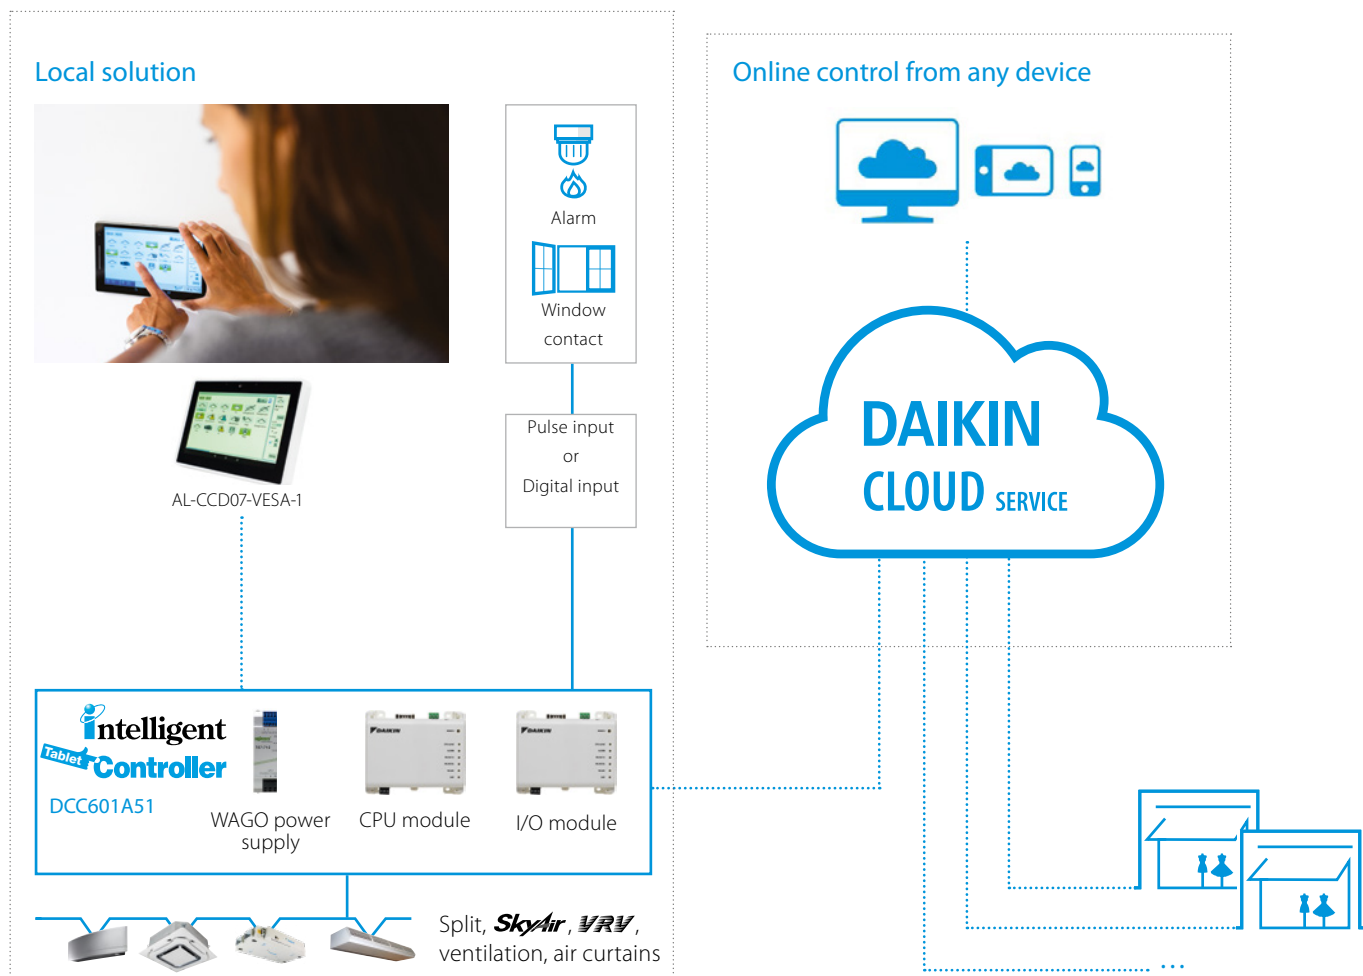 Local solution
Online control from any device
Alarm
Window
contact
Pulse input
or
Digital input
AL-CCD07-VESA-1
DAIKIN
CLOUD SERVICE
intelligent
Tablet Controller
DCC601A51
WAGO power
supply
DAIKIN
CPU module
DAIKIN
I/O module
Split, SkyAir, VRV,
ventilation, air curtains
...